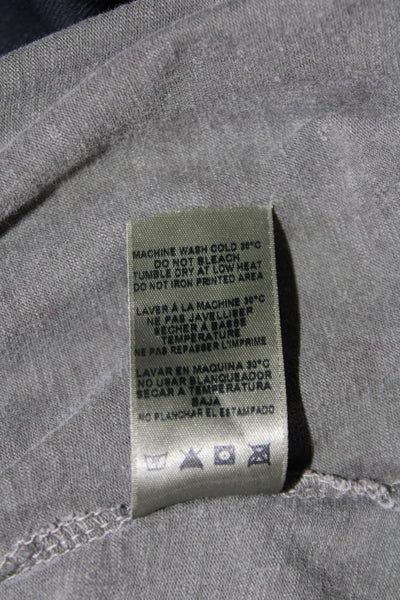 MACHINE WASH COLD 30°C
DO NOT BLEACH
TUMBLE DRY AT LOW HEAT
DO NOT IRON PRINTED AREA
LAVER À LA MACHINE 30°C
NE PAS JAVELLISER
SECHER A BASSE
TEMPERATURE
NE PAS REPASSER L'IMPRIME
LAVAR EN MAQUINA 30°C
NO USAR BLANQUEADOR
SECAR A TEMPERATURA
BAJA
NO PLANCHAR EL ESTAMPADO